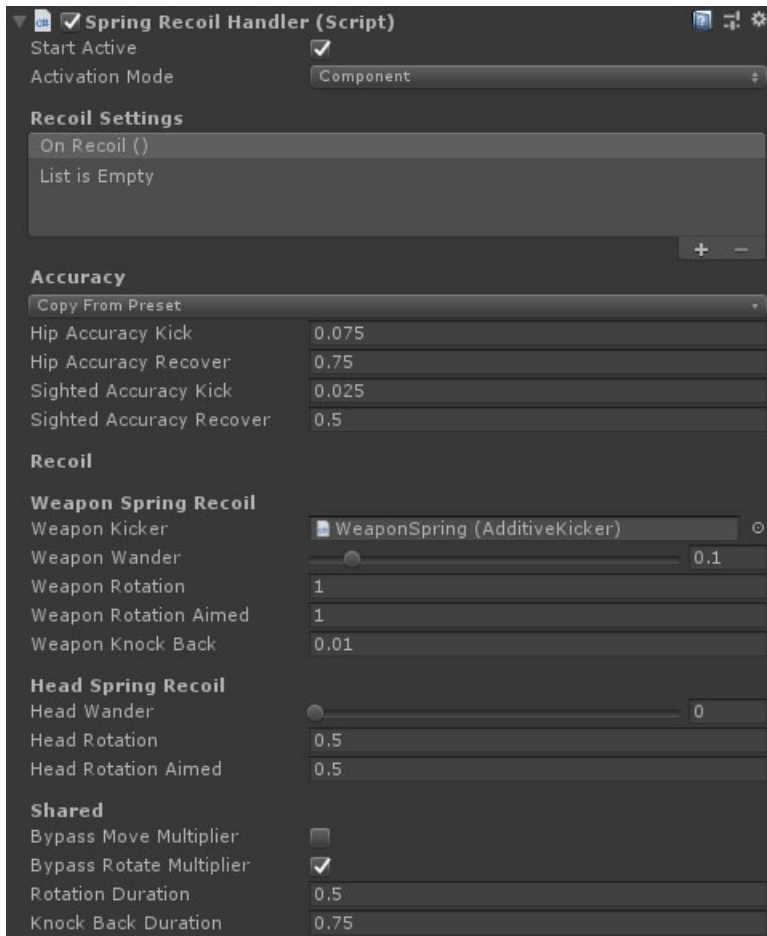 Spring Recoil Handler (Script)
Start Active
Activation Mode Component
Recoil Settings
On Recoil ()
List is Empty
+ −
Accuracy
Copy From Preset
Hip Accuracy Kick 0.075
Hip Accuracy Recover 0.75
Sighted Accuracy Kick 0.025
Sighted Accuracy Recover 0.5
Recoil
Weapon Spring Recoil
Weapon Kicker WeaponSpring (AdditiveKicker)
Weapon Wander 0.1
Weapon Rotation 1
Weapon Rotation Aimed 1
Weapon Knock Back 0.01
Head Spring Recoil
Head Wander 0
Head Rotation 0.5
Head Rotation Aimed 0.5
Shared
Bypass Move Multiplier
Bypass Rotate Multiplier
Rotation Duration 0.5
Knock Back Duration 0.75